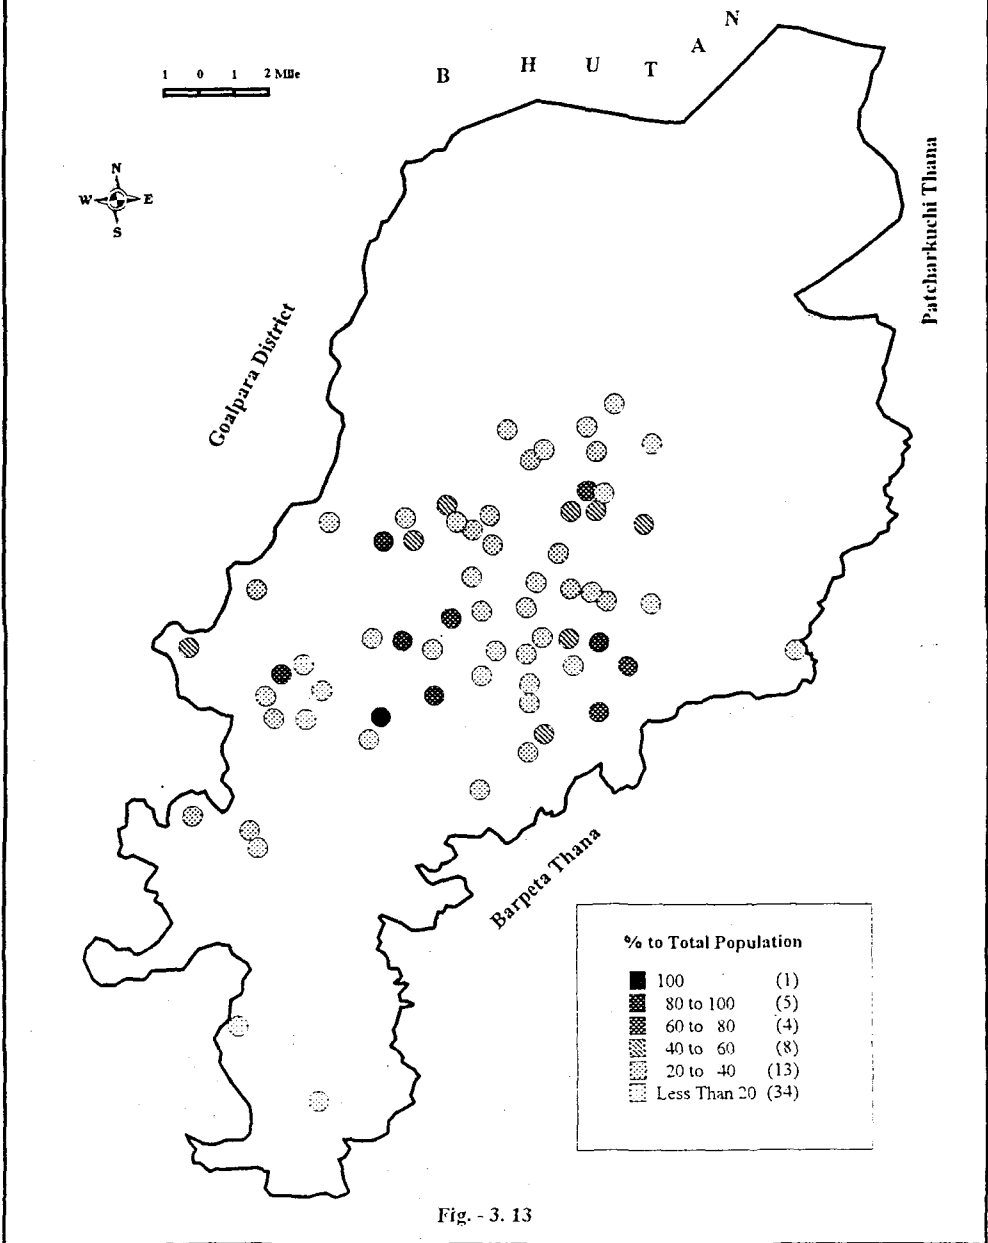 N
A
B H U T
1 0 1 2 Mile
N
W E
S
Patcharkuchi Thana
Goalpara District
Barpeta Thana
% to Total Population
100 (1)
80 to 100 (5)
60 to 80 (4)
40 to 60 (8)
20 to 40 (13)
Less Than 20 (34)
Fig. - 3. 13